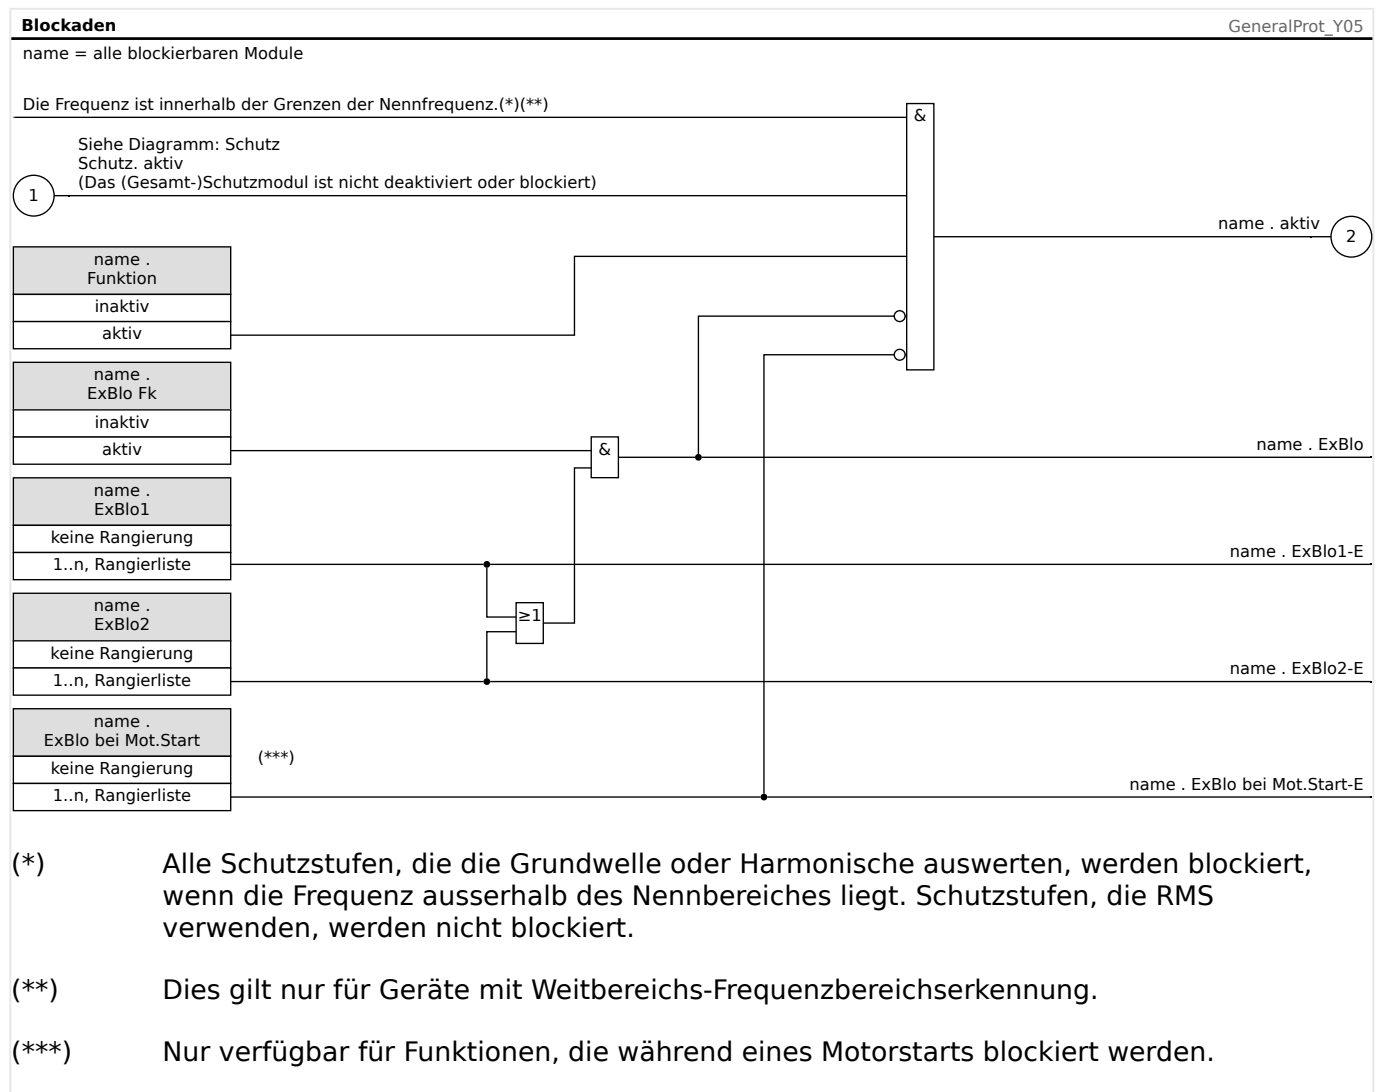 Blockaden
GeneralProt_Y05
name = alle blockierbaren Module
Die Frequenz ist innerhalb der Grenzen der Nennfrequenz.(*)(**)
&
Siehe Diagramm: Schutz
Schutz. aktiv
(Das (Gesamt-)Schutzmodul ist nicht deaktiviert oder blockiert)
1
name . aktiv
2
name .
Funktion
inaktiv
aktiv
name .
ExBlo Fk
inaktiv
aktiv
&
name . ExBlo
name .
ExBlo1
keine Rangierung
1..n, Rangierliste
name . ExBlo1-E
name .
ExBlo2
keine Rangierung
1..n, Rangierliste
≥1
name . ExBlo2-E
name .
ExBlo bei Mot.Start
keine Rangierung
1..n, Rangierliste
(***)
name . ExBlo bei Mot.Start-E
(*) Alle Schutzstufen, die die Grundwelle oder Harmonische auswerten, werden blockiert,
wenn die Frequenz ausserhalb des Nennbereiches liegt. Schutzstufen, die RMS
verwenden, werden nicht blockiert.
(**) Dies gilt nur für Geräte mit Weitbereichs-Frequenzbereichserkennung.
(***) Nur verfügbar für Funktionen, die während eines Motorstarts blockiert werden.